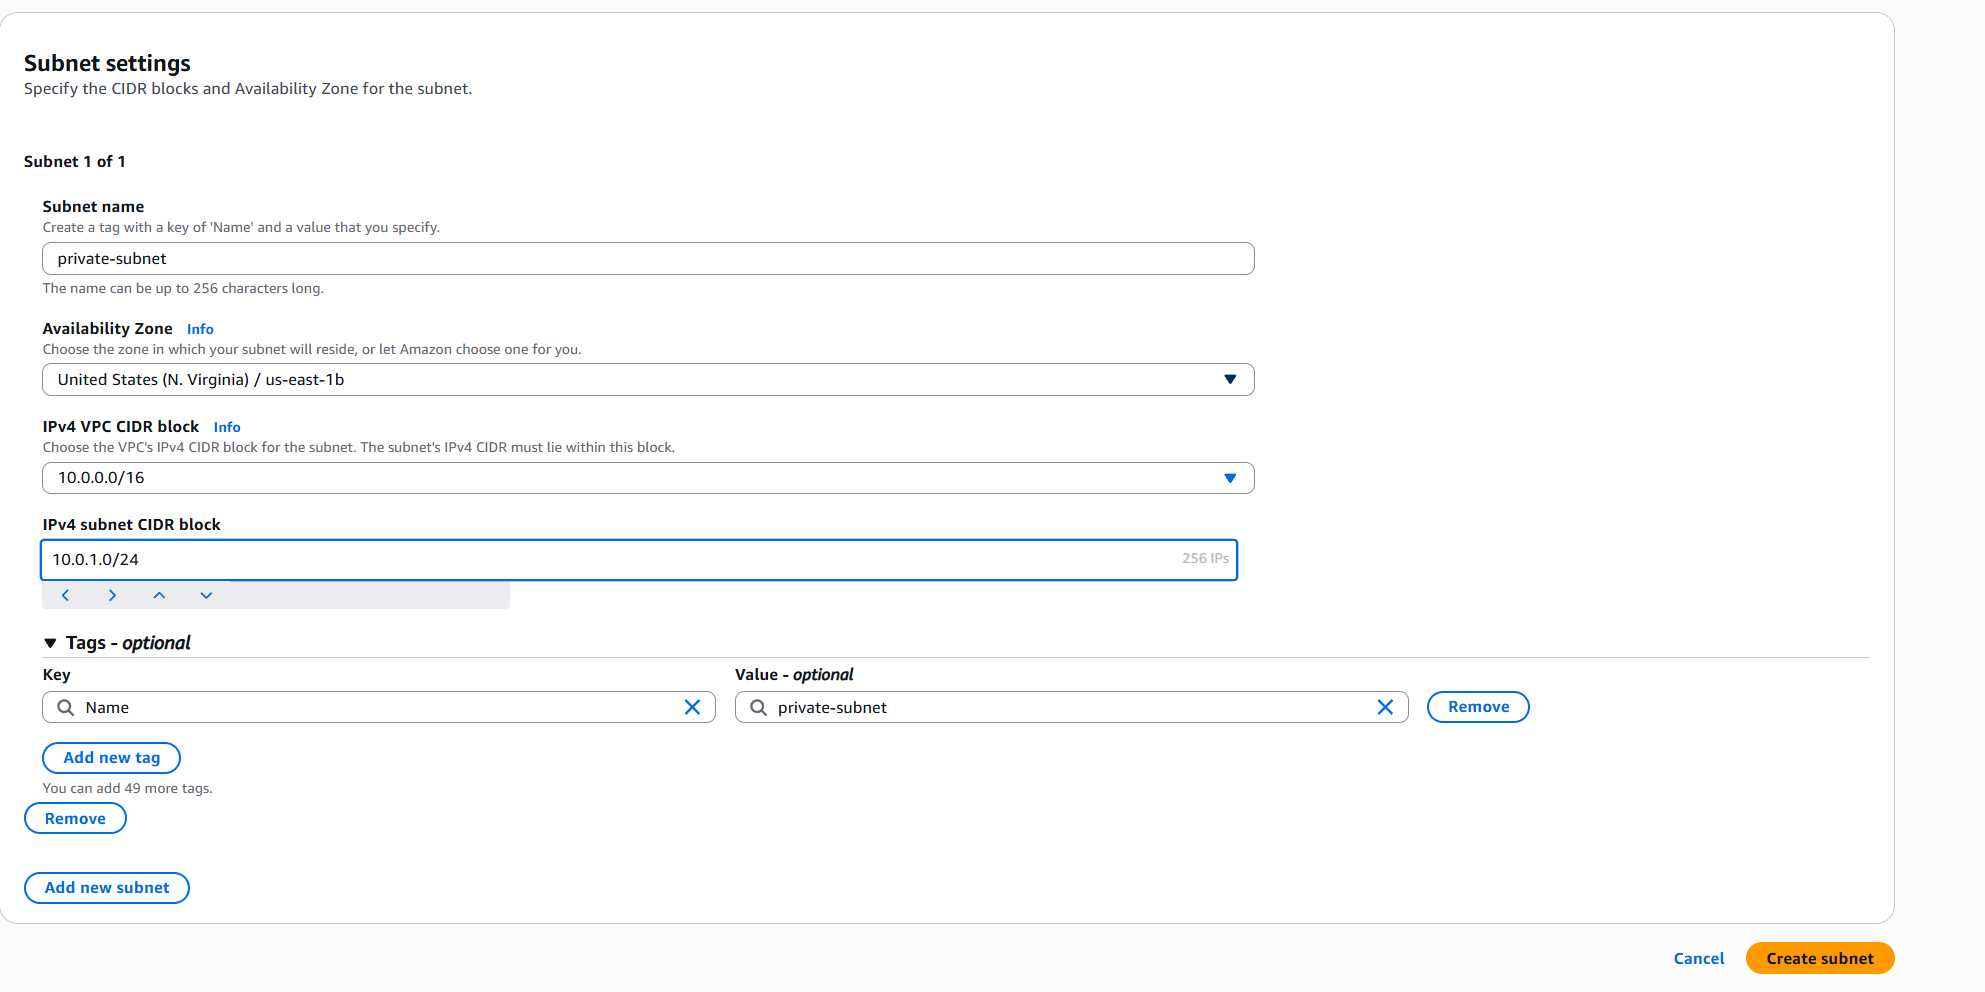 Subnet settings
Specify the CIDR blocks and Availability Zone for the subnet.
Subnet 1 of 1
Subnet name
Create a tag with a key of 'Name' and a value that you specify.
private-subnet
The name can be up to 256 characters long.
Availability Zone Info
Choose the zone in which your subnet will reside, or let Amazon choose one for you.
United States (N. Virginia) / us-east-1b
IPv4 VPC CIDR block Info
Choose the VPC's IPv4 CIDR block for the subnet. The subnet's IPv4 CIDR must lie within this block.
10.0.0.0/16
IPv4 subnet CIDR block
10.0.1.0/24 256 IPs
Tags - optional
Key Value - optional
Name private-subnet Remove
Add new tag
You can add 49 more tags.
Remove
Add new subnet
Cancel Create subnet